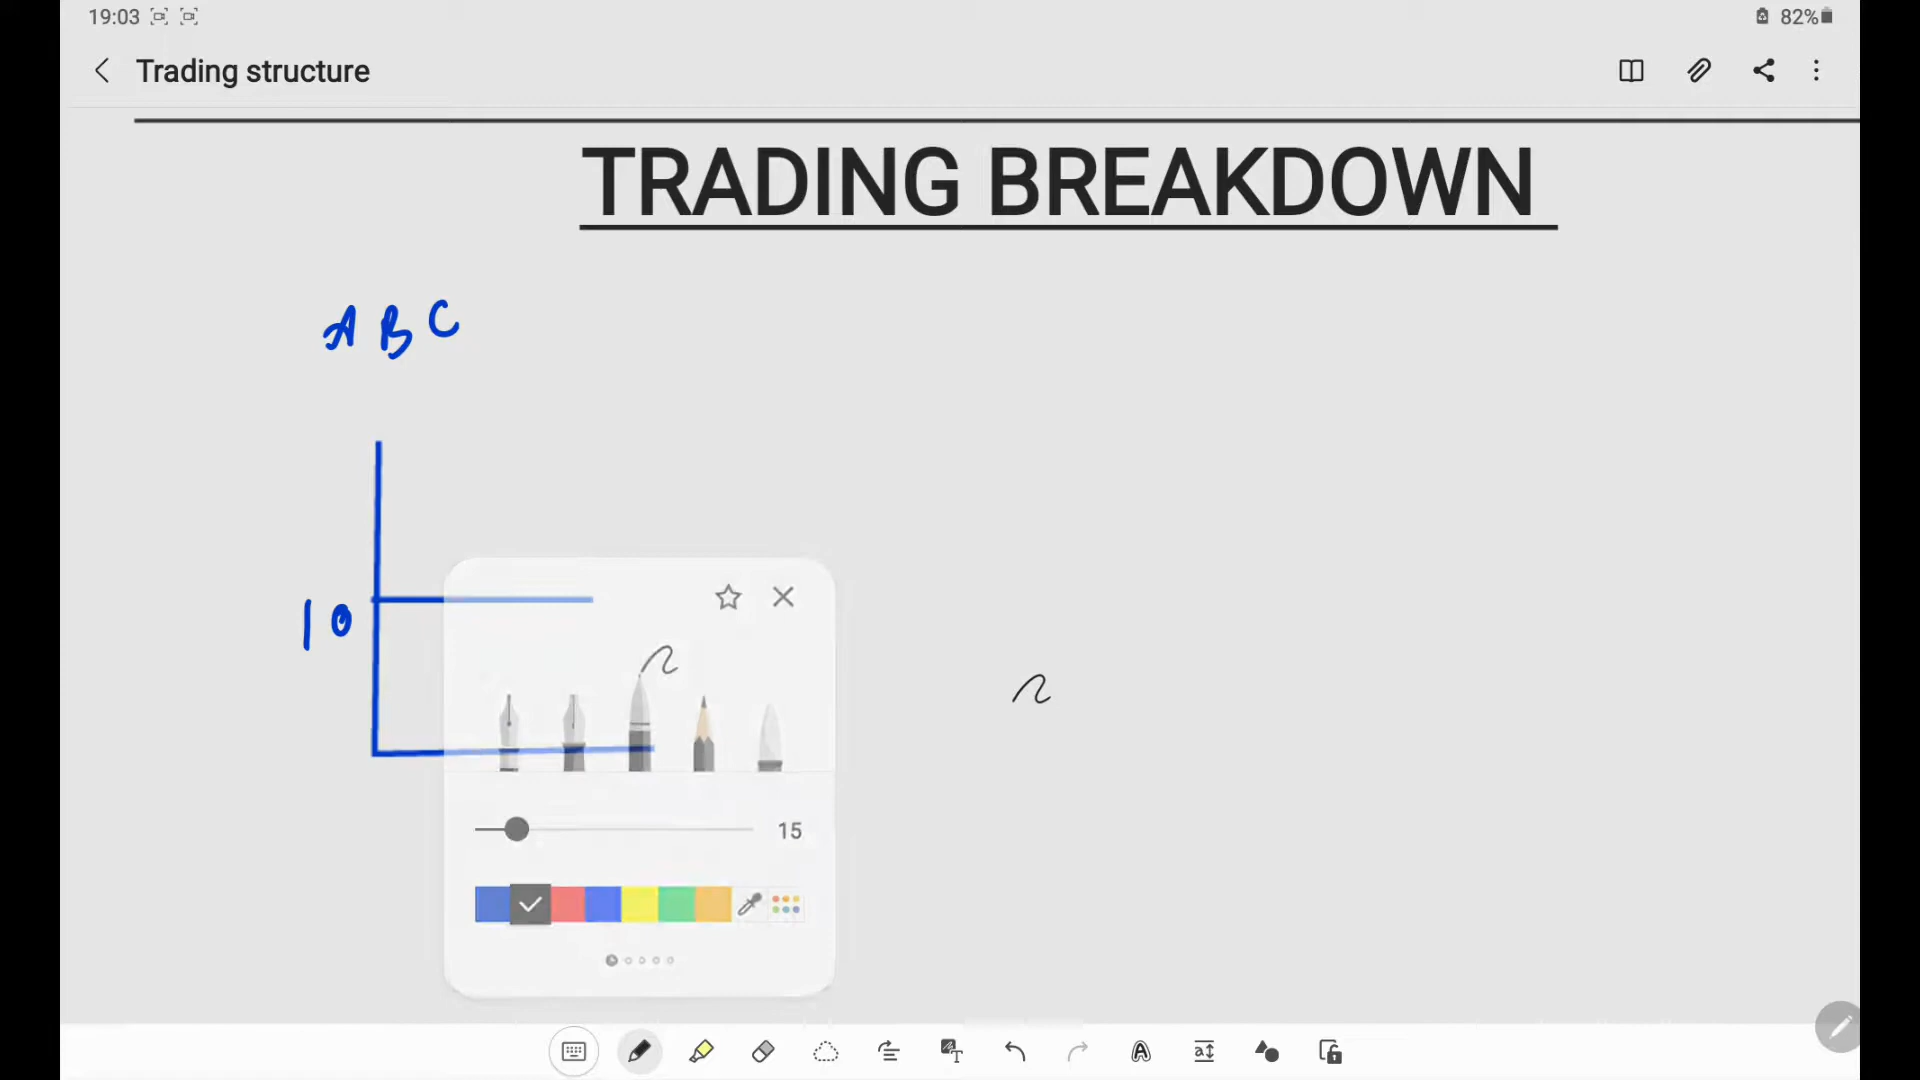 19:03
82%
Trading structure
TRADING BREAKDOWN
A B C
10
15